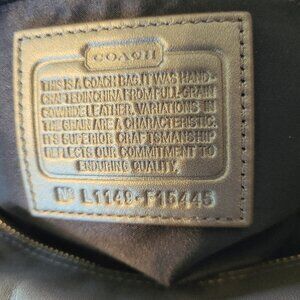 COACH
THIS IS A COACH BAG. IT WAS HAND-
CRAFTED IN CHINA FROM FULL-GRAIN
COWHIDE LEATHER. VARIATIONS IN
THE GRAIN ARE A CHARACTERISTIC.
ITS SUPERIOR CRAFTSMANSHIP
REFLECTS OUR COMMITMENT TO
ENDURING QUALITY.
Nº L1149-F15445